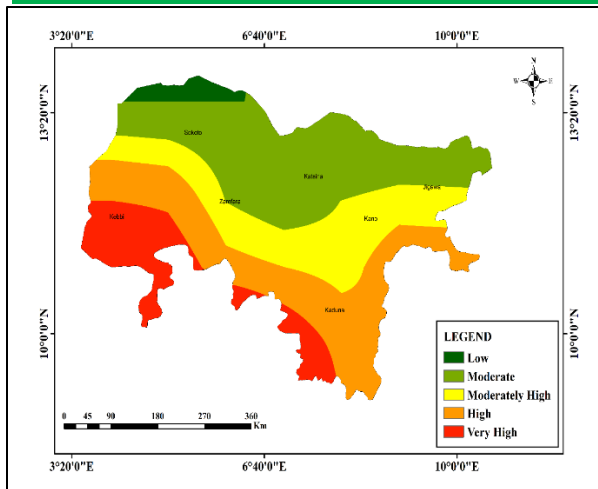 3°20'0"E 6°40'0"E 10°0'0"E
N
W E
S
13°20'0"N 13°20'0"N
Sokoto
Katsina
Jigawa
Zamfara
Kebbi
Kano
Kaduna
10°0'0"N 10°0'0"N
LEGEND
Low
Moderate
Moderately High
High
Very High
0 45 90 180 270 360
Km
3°20'0"E 6°40'0"E 10°0'0"E